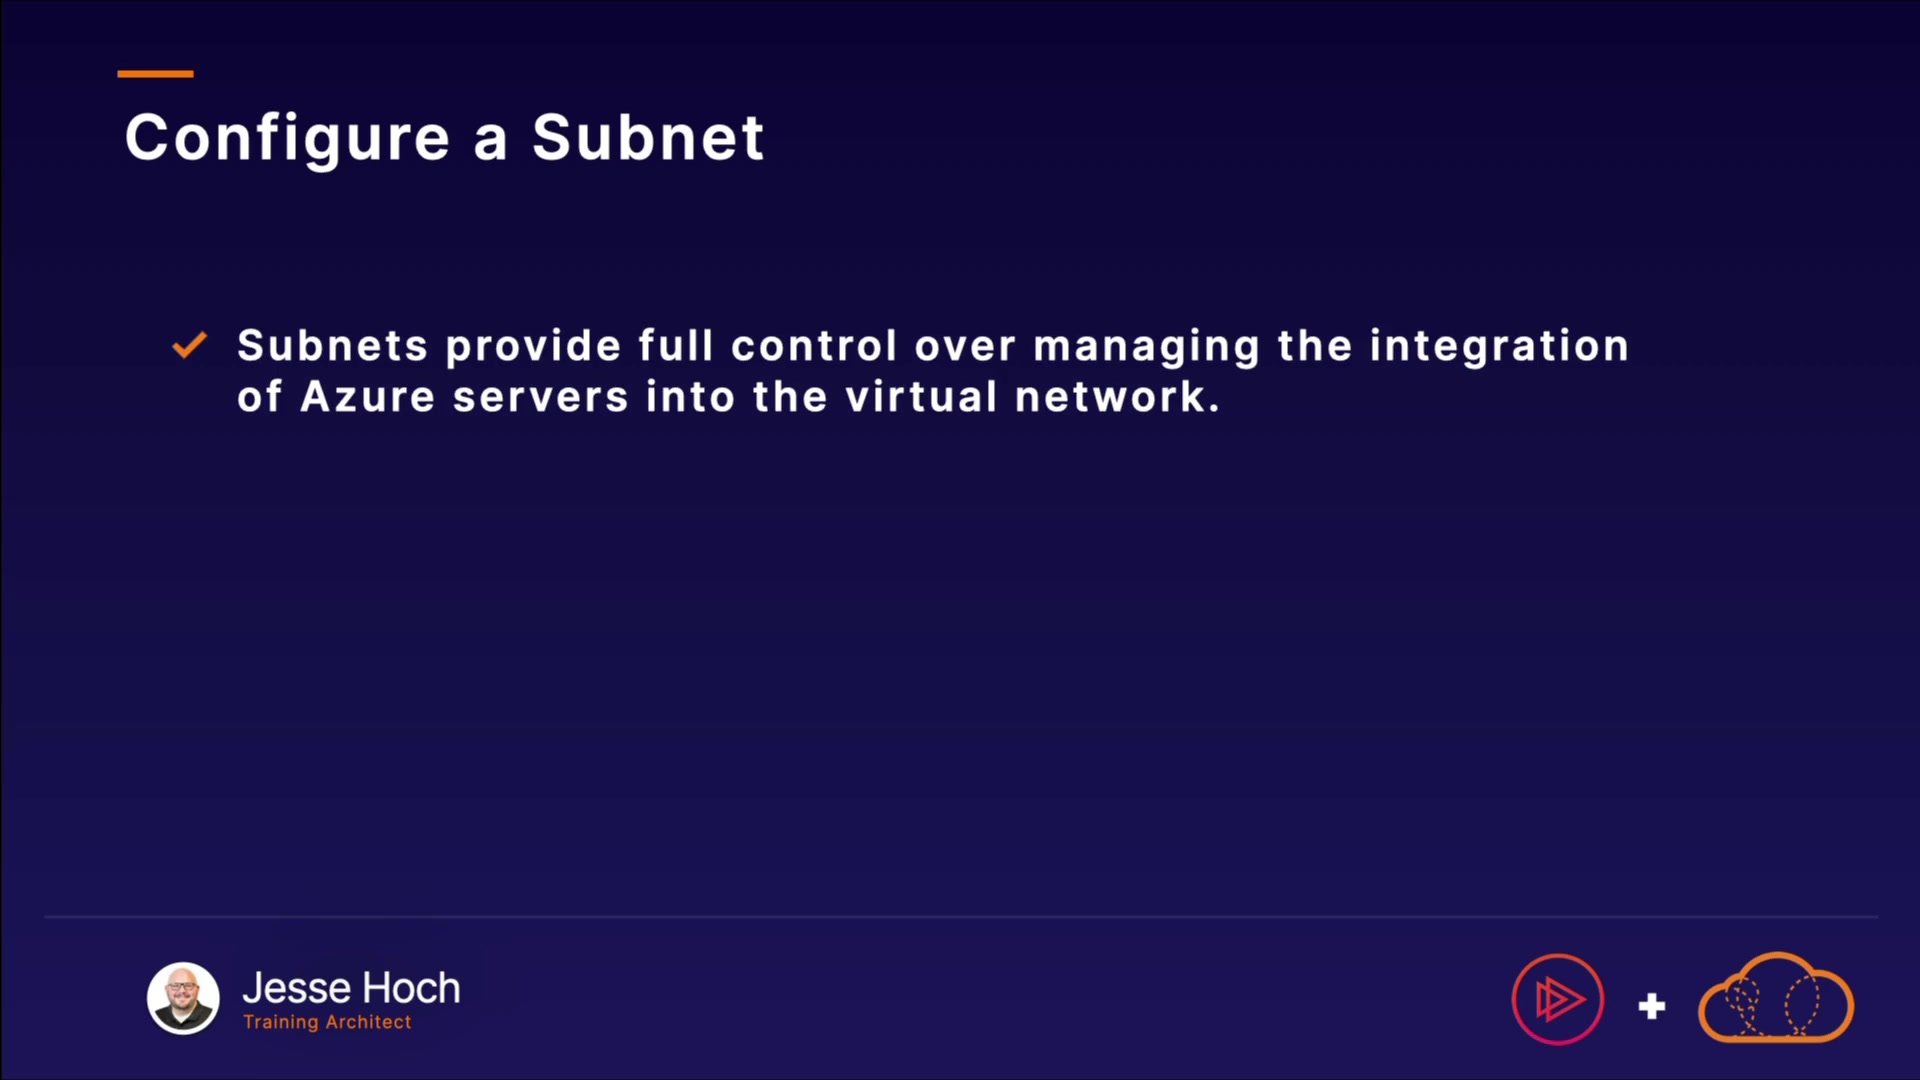 Configure a Subnet
Subnets provide full control over managing the integration
of Azure servers into the virtual network.
Jesse Hoch
Training Architect